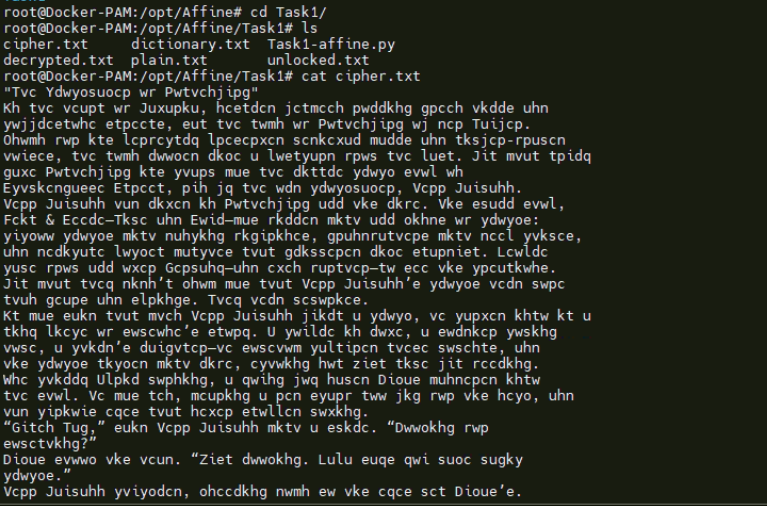 root@Docker-PAM:/opt/Affine# cd Task1/
root@Docker-PAM:/opt/Affine/Task1# ls
cipher.txt dictionary.txt Task1-affine.py
decrypted.txt plain.txt unlocked.txt
root@Docker-PAM:/opt/Affine/Task1# cat cipher.txt
"Tvc Ydwyosuocp wr Pwtvchjipg"
Kh tvc vcupt wr Juxupku, hcetdcn jctmcch pwddkhg gpcch vkdde uhn
ywjjdcetwhc etpccte, eut tvc twmh wr Pwtvchjipg wj ncp Tuijcp.
Ohwmh rwp kte lcprcytdq lpcecpxcn scnkcxud mudde uhn tksjcp-rpuscn
vwiece, tvc twmh dwwocn dkoc u lwetyupn rpws tvc luet. Jit mvut tpidq
guxc Pwtvchjipg kte yvups mue tvc dkttdc ydwyo evwl wh
Eyvskcngueec Etpcct, pih jq tvc wdn ydwyosuocp, Vcpp Juisuhh.
Vcpp Juisuhh vun dkxcn kh Pwtvchjipg udd vke dkrc. Vke esudd evwl,
Fckt & Eccdc—Tksc uhn Ewid—mue rkddcn mktv udd okhne wr ydwyoe:
yiyoww ydwyoe mktv nuhykhg rkgipkhce, gpuhnrutvcpe mktv nccl yvksce,
uhn ncdkyutc lwyoct mutyvce tvut gdksscpcn dkoc etupniet. Lcwldc
yusc rpws udd wxcp Gcpsuhq—uhn cxch ruptvcp—tw ecc vke ypcutkwhe.
Jit mvut tvcq nknh’t ohwm mue tvut Vcpp Juisuhh’e ydwyoe vcdn swpc
tvuh gcupe uhn elpkhge. Tvcq vcdn scswpkce.
Kt mue eukn tvut mvch Vcpp Juisuhh jikdt u ydwyo, vc yupxcn khtw kt u
tkhq lkcyc wr ewscwhc’e etwpq. U ywildc kh dwxc, u ewdnkcp ywskhg
vwsc, u yvkdn’e duigvtcp—vc ewscvwm yultipcn tvcec swschte, uhn
vke ydwyoe tkyocn mktv dkrc, cyvwkhg hwt ziet tksc jit rccdkhg.
Whc yvkddq Ulpkd swphkhg, u qwihg jwq huscn Dioue muhncpcn khtw
tvc evwl. Vc mue tch, mcupkhg u pcn eyupr tww jkg rwp vke hcyo, uhn
vun yipkwie cqce tvut hcxcp etwllcn swxkhg.
“Gitch Tug,” eukn Vcpp Juisuhh mktv u eskdc. “Dwwokhg rwp
ewsctvkhg?”
Dioue evwwo vke vcun. “Ziet dwwokhg. Lulu euqe qwi suoc sugky
ydwyoe.”
Vcpp Juisuhh yviyodcn, ohccdkhg nwmh ew vke cqce sct Dioue’e.